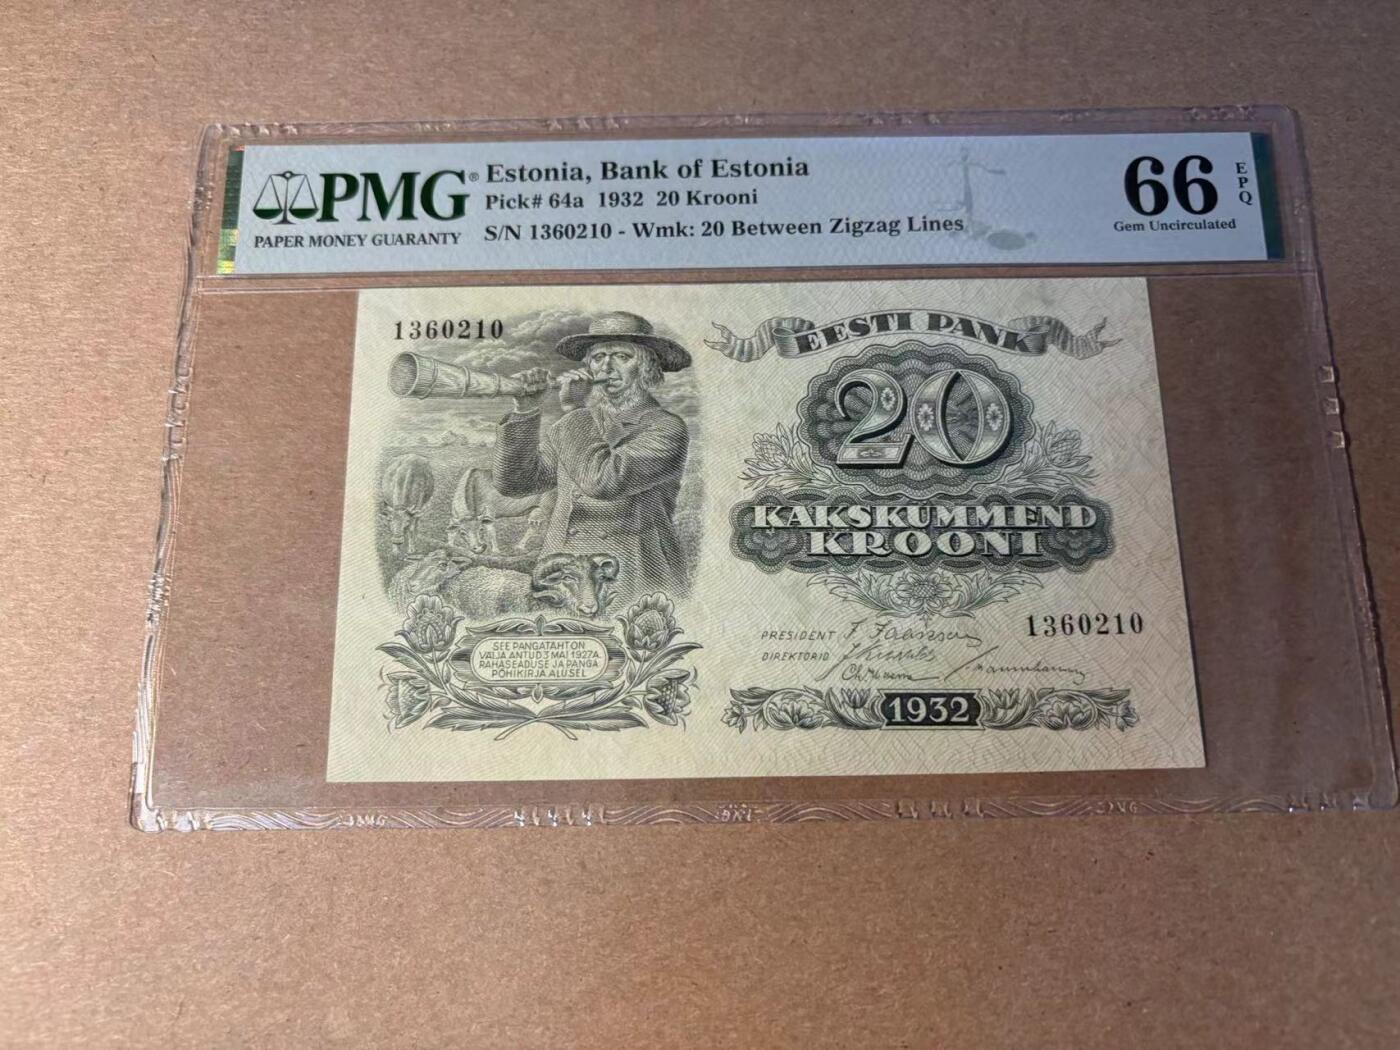 PMG®
PAPER MONEY GUARANTY
Estonia, Bank of Estonia
Pick# 64a 1932 20 Krooni
S/N 1360210 - Wmk: 20 Between Zigzag Lines
66
EPQ
Gem Uncirculated
1360210
EESTI PANK
20
KAKSKUMMEND
KROONI
1360210
PRESIDENT
DIREKTORID
SEE PANGATÄHT ON
VÄLJA ANTUD 3 MAI 1927A.
RAHASEADUSE JA PANGA
PÕHIKIRJA ALUSEL
1932